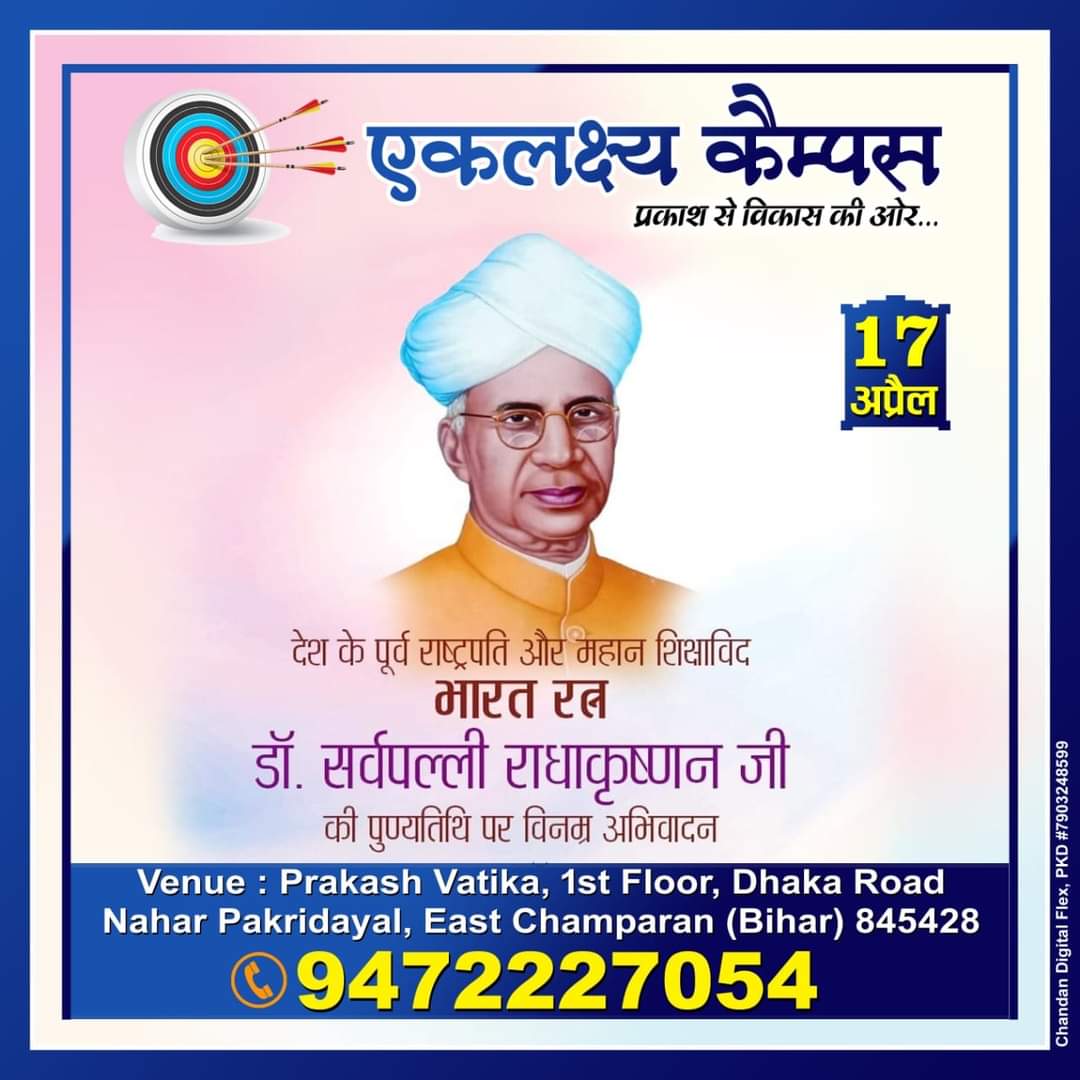 एकलक्ष्य कैम्पस
प्रकाश से विकास की ओर...
17
अप्रैल
देश के पूर्व राष्ट्रपति और महान शिक्षाविद
भारत रत्न
डॉ. सर्वपल्ली राधाकृष्णन जी
की पुण्यतिथि पर विनम्र अभिवादन
Venue : Prakash Vatika, 1st Floor, Dhaka Road
Nahar Pakridayal, East Champaran (Bihar) 845428
9472227054
Chandan Digital Flex, PKD #7903248599